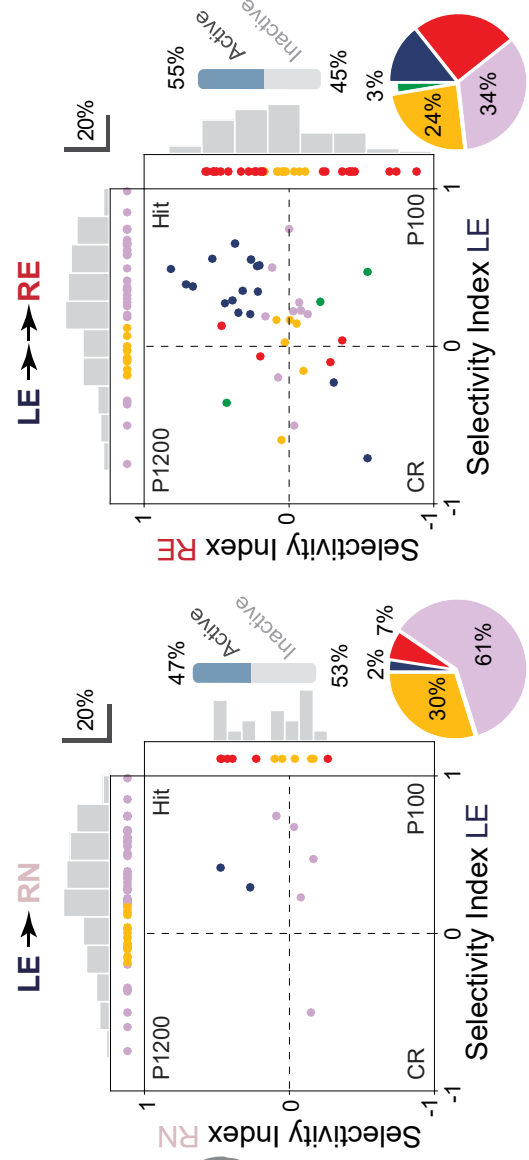 LE → RN
20%
P1200
Hit
CR
P100
1
0
-1
RN
-1
0
1
Selectivity Index LE
47%
Active
Inactive
53%
2%
7%
30%
61%
LE →→ RE
20%
P1200
Hit
CR
P100
1
0
-1
Selectivity Index RE
-1
0
1
Selectivity Index LE
55%
Active
Inactive
45%
3%
24%
34%